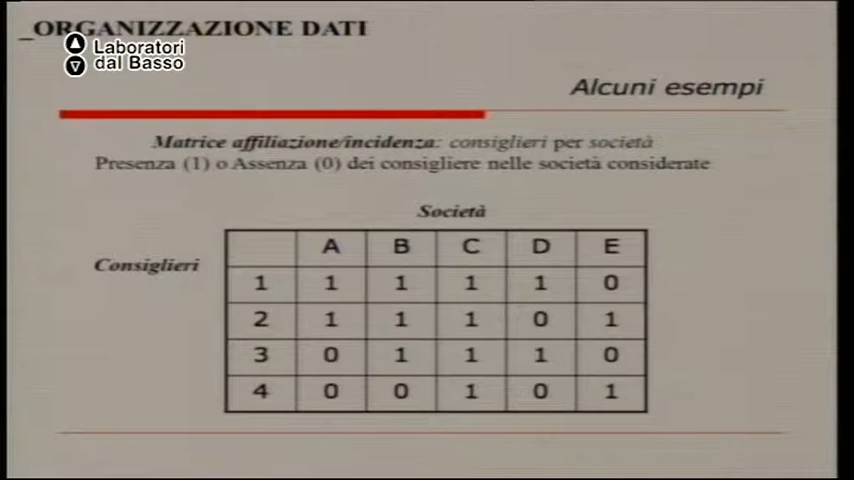 _ORGANIZZAZIONE DATI
Laboratori
dal Basso
Alcuni esempi
Matrice affiliazione/incidenza: consiglieri per società
Presenza (1) o Assenza (0) dei consigliere nelle società considerate
Società
Consiglieri
A B C D E
1 1 1 1 1 0
2 1 1 1 0 1
3 0 1 1 1 0
4 0 0 1 0 1